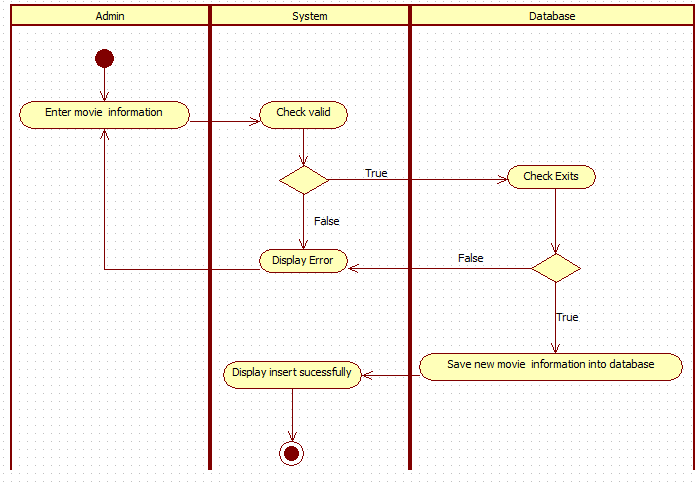 Admin
System
Database
Enter movie information
Check valid
True
Check Exits
False
Display Error
False
True
Display insert sucessfully
Save new movie information into database